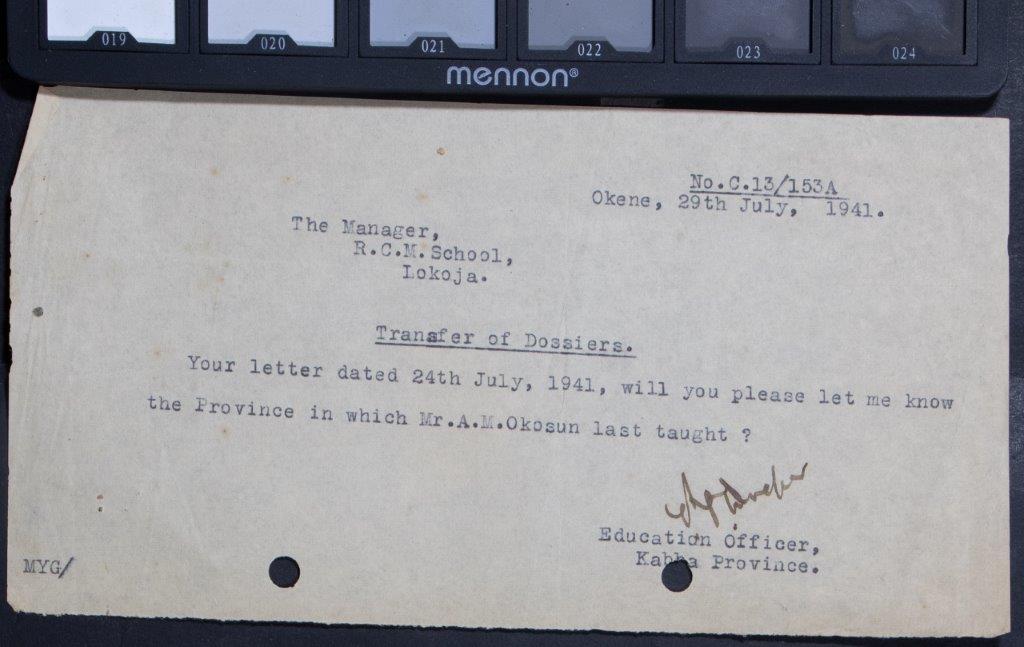 019 020 021 022 023 024
mennon®
No.C.13/153A
Okene, 29th July, 1941.
The Manager,
R.C.M.School,
Lokoja.
Transfer of Dossiers.
Your letter dated 24th July, 1941, will you please let me know
the Province in which Mr.A.M.Okosun last taught ?
Education Officer,
Kabba Province.
MYG/